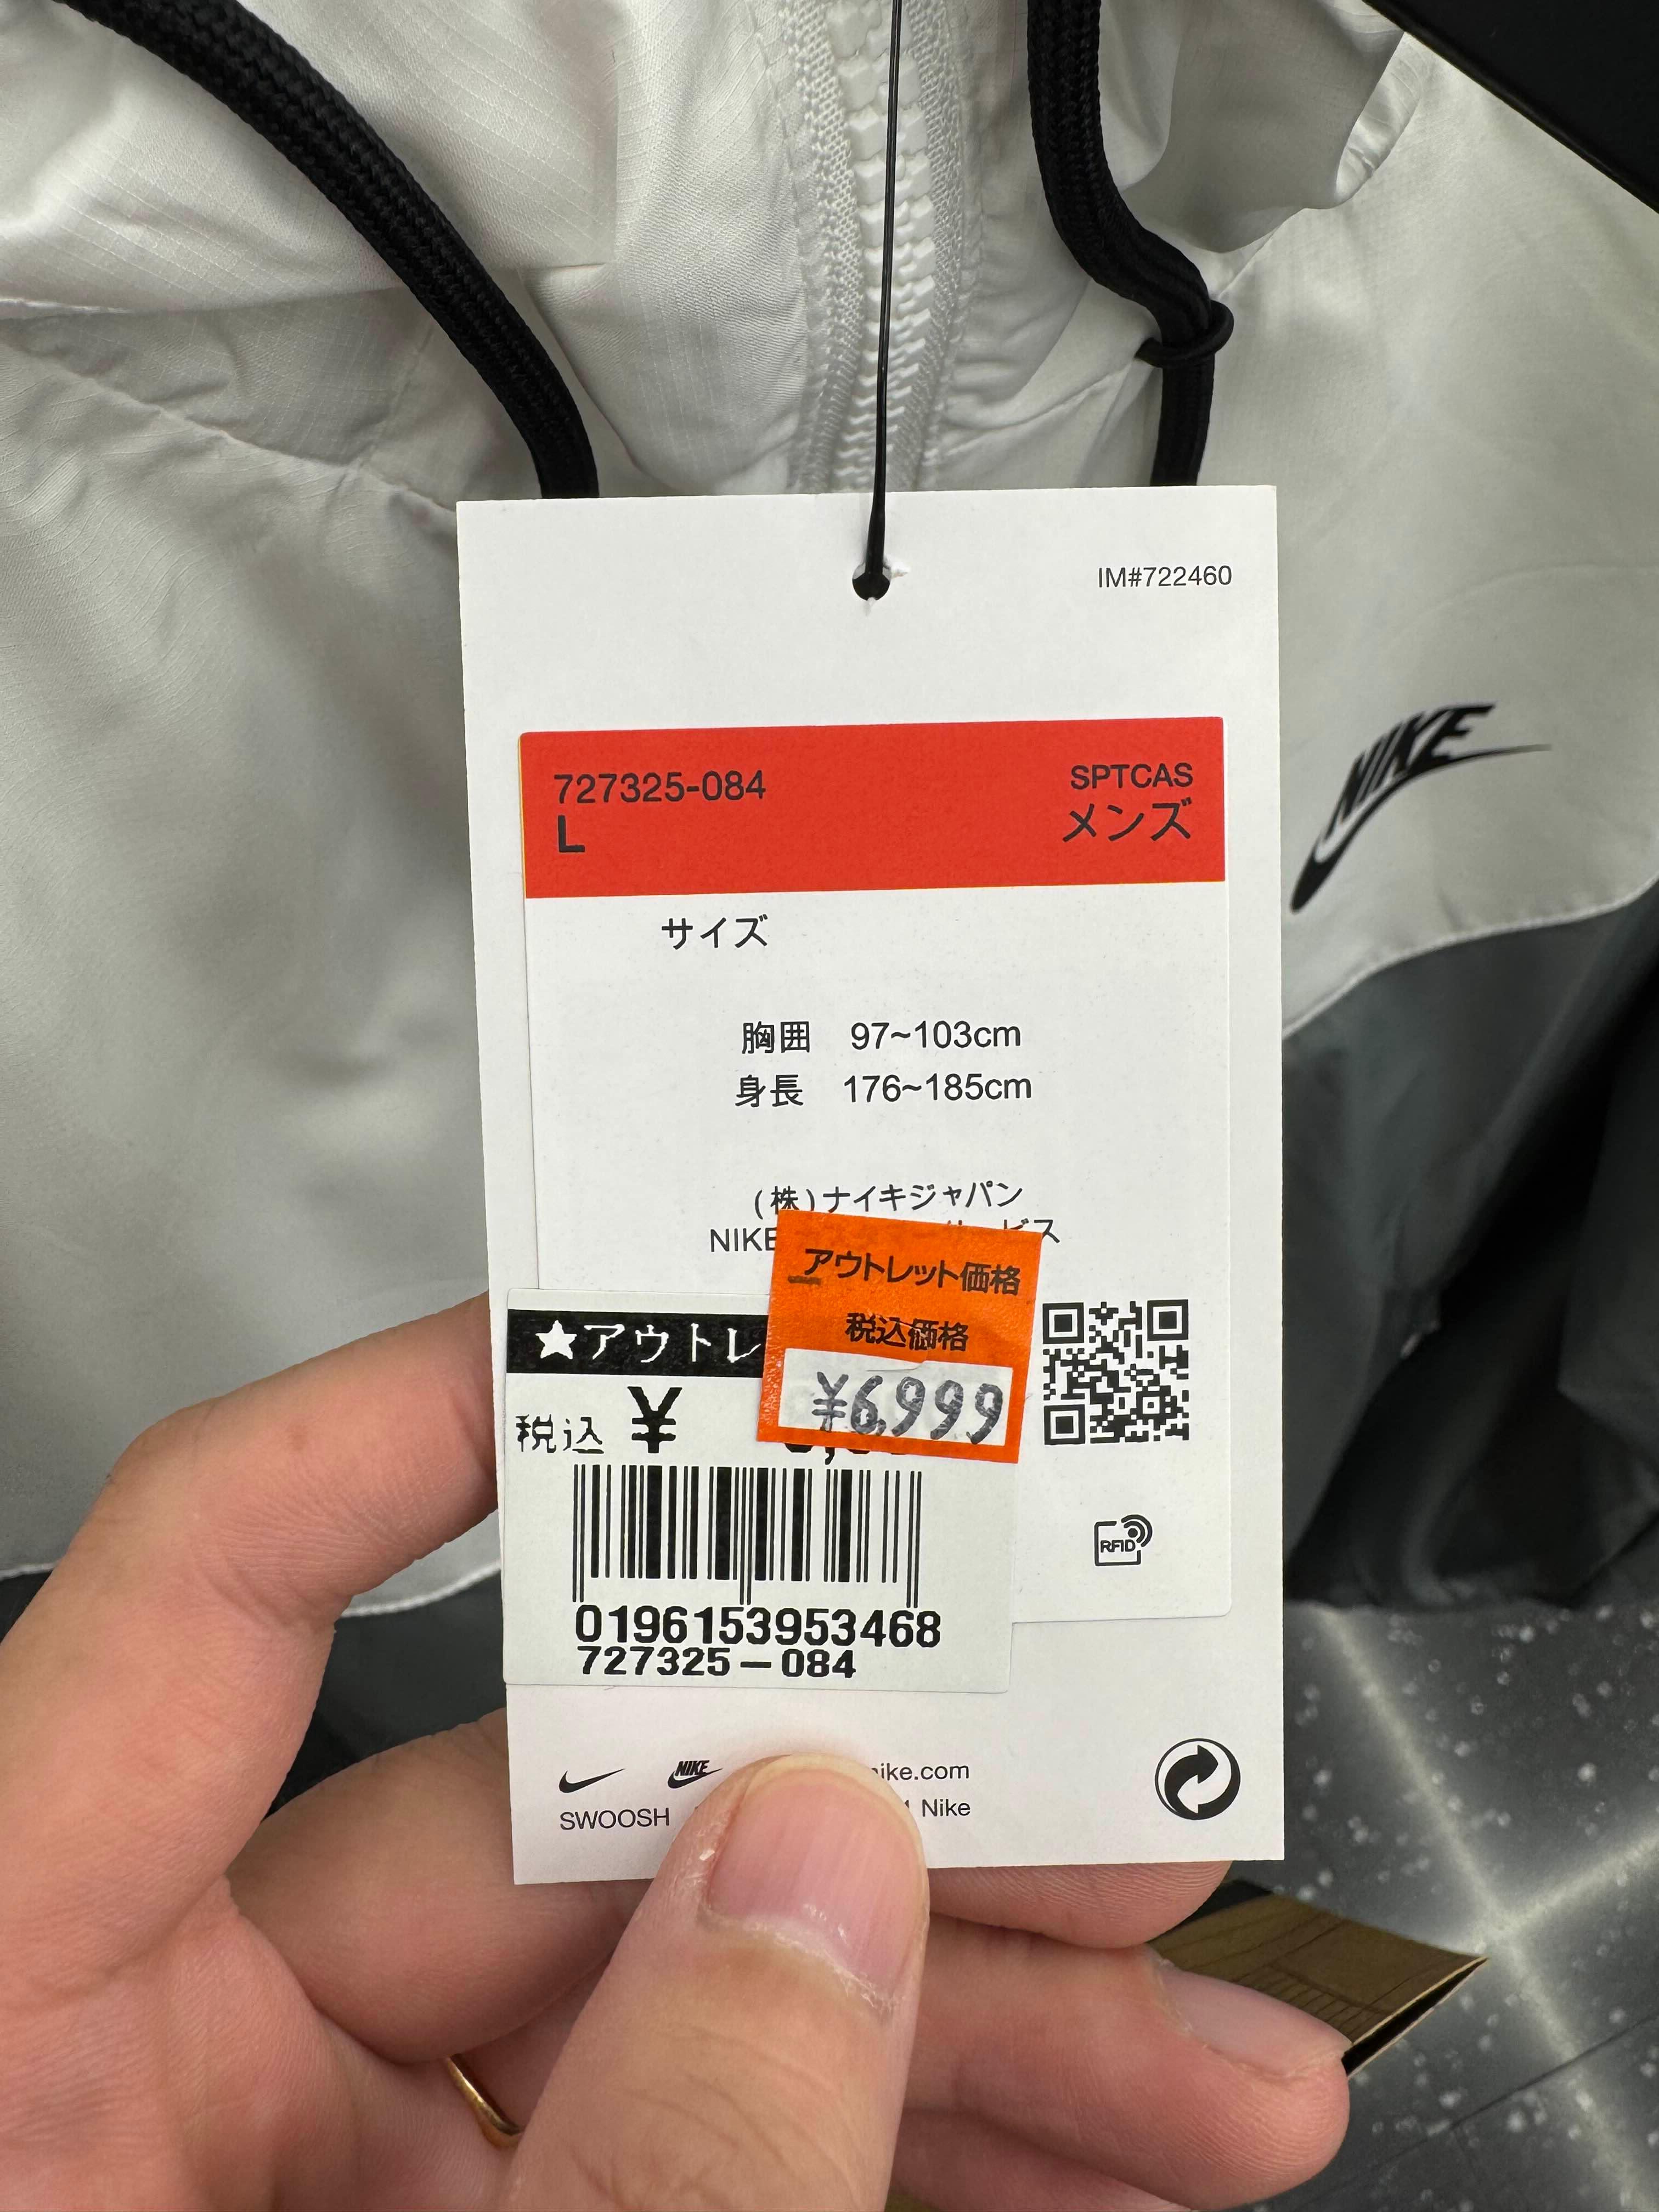 IM#722460
NIKE
727325-084
SPTCAS
L
メンズ
サイズ
胸囲 97~103cm
身長 176~185cm
(株)ナイキジャパン
NIKE
アウトレット価格
税込価格
¥6,999
★アウトレ
税込 ¥
RFID
0196153953468
727325-084
NIKE
nike.com
SWOOSH
Nike